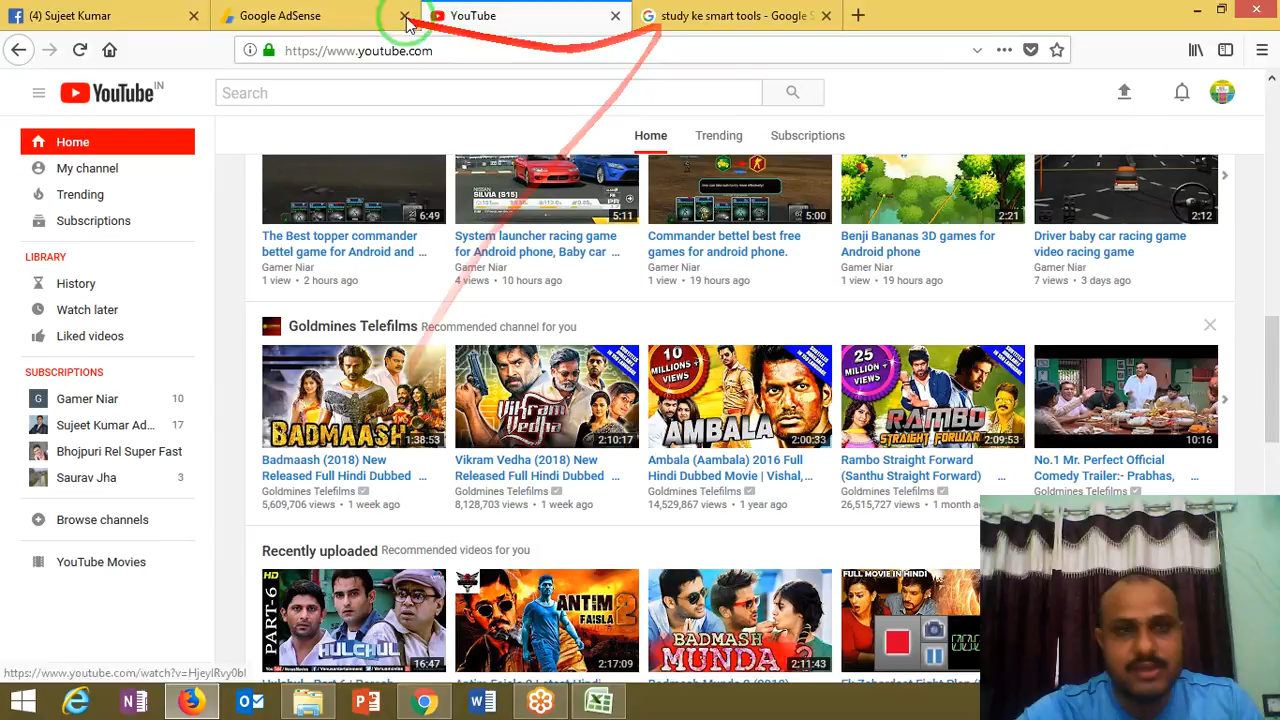 (4) Sujeet Kumar
Google AdSense
YouTube
study ke smart tools - Google S
https://www.youtube.com
YouTube IN
Search
Home
Trending
Subscriptions
Home
My channel
Trending
Subscriptions
LIBRARY
History
Watch later
Liked videos
SUBSCRIPTIONS
G Gamer Niar 10
Sujeet Kumar Ad... 17
Bhojpuri Rel Super Fast
Saurav Jha 3
Browse channels
YouTube Movies
6:49
5:11
5:00
2:21
2:12
NISSAN
SILVIA (S15)
The Best topper commander
bettel game for Android and ...
Gamer Niar
1 view • 2 hours ago
System launcher racing game
for Android phone, Baby car ...
Gamer Niar
4 views • 10 hours ago
Commander bettel best free
games for android phone.
Gamer Niar
1 view • 19 hours ago
Benji Bananas 3D games for
Android phone
Gamer Niar
1 view • 19 hours ago
Driver baby car racing game
video racing game
Gamer Niar
7 views • 3 days ago
Goldmines Telefilms Recommended channel for you
BADMAASH
1:38:53
Vikram
Vedha
2:10:17
10
MILLIONS+
VIEWS
AMBALA
2:00:33
25
MILLION+
VIEWS
RAMBO
STRAIGHT FORWAR
2:09:53
10:16
Badmaash (2018) New
Released Full Hindi Dubbed ...
Goldmines Telefilms
5,609,706 views • 1 week ago
Vikram Vedha (2018) New
Released Full Hindi Dubbed ...
Goldmines Telefilms
8,128,703 views • 1 week ago
Ambala (Aambala) 2016 Full
Hindi Dubbed Movie | Vishal,...
Goldmines Telefilms
14,529,867 views • 1 year ago
Rambo Straight Forward
(Santhu Straight Forward) ...
Goldmines Telefilms
26,515,727 views • 1 month a
No.1 Mr. Perfect Official
Comedy Trailer:- Prabhas, ...
Goldmines Telefilms
Recently uploaded Recommended videos for you
HD
PART-6
HULCHUL
16:47
ANTIM
FAISLA 2
2:17:09
BADMASH
MUNDA 2
2:11:43
FULL MOVIE IN HINDI
https://www.youtube.com/watch?v=HjeylRvy0bI